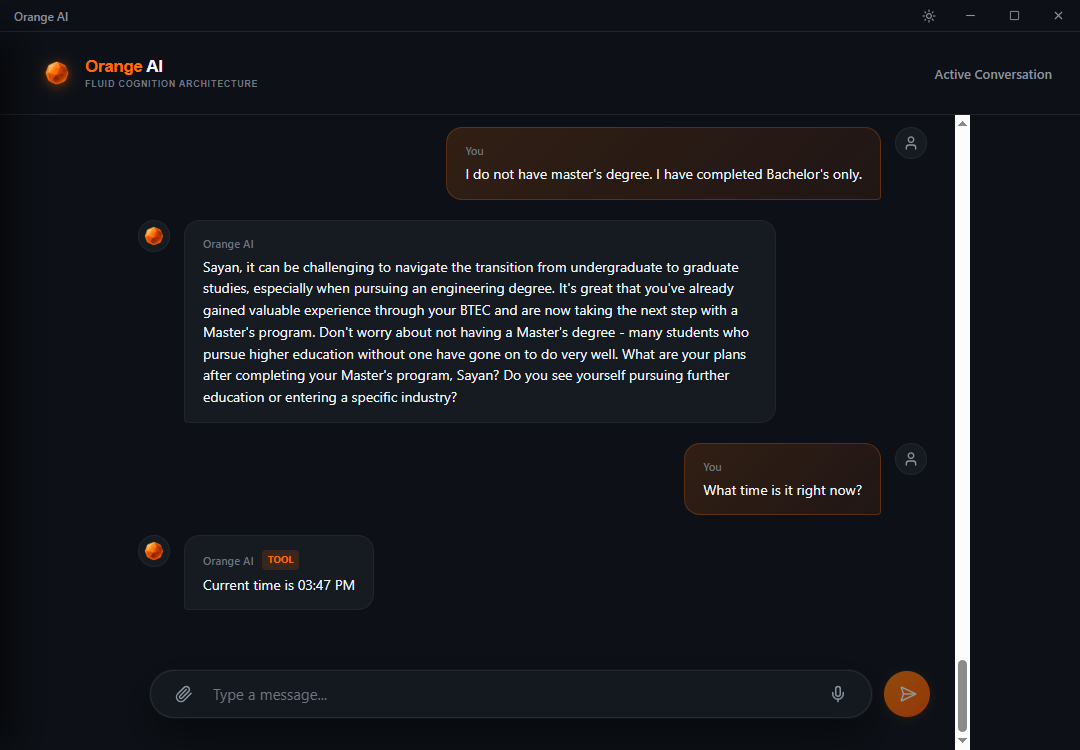 Orange AI
Orange AI
FLUID COGNITION ARCHITECTURE
Active Conversation
You
I do not have master's degree. I have completed Bachelor's only.
Orange AI
Sayan, it can be challenging to navigate the transition from undergraduate to graduate
studies, especially when pursuing an engineering degree. It's great that you've already
gained valuable experience through your BTEC and are now taking the next step with a
Master's program. Don't worry about not having a Master's degree - many students who
pursue higher education without one have gone on to do very well. What are your plans
after completing your Master's program, Sayan? Do you see yourself pursuing further
education or entering a specific industry?
You
What time is it right now?
Orange AI TOOL
Current time is 03:47 PM
Type a message...